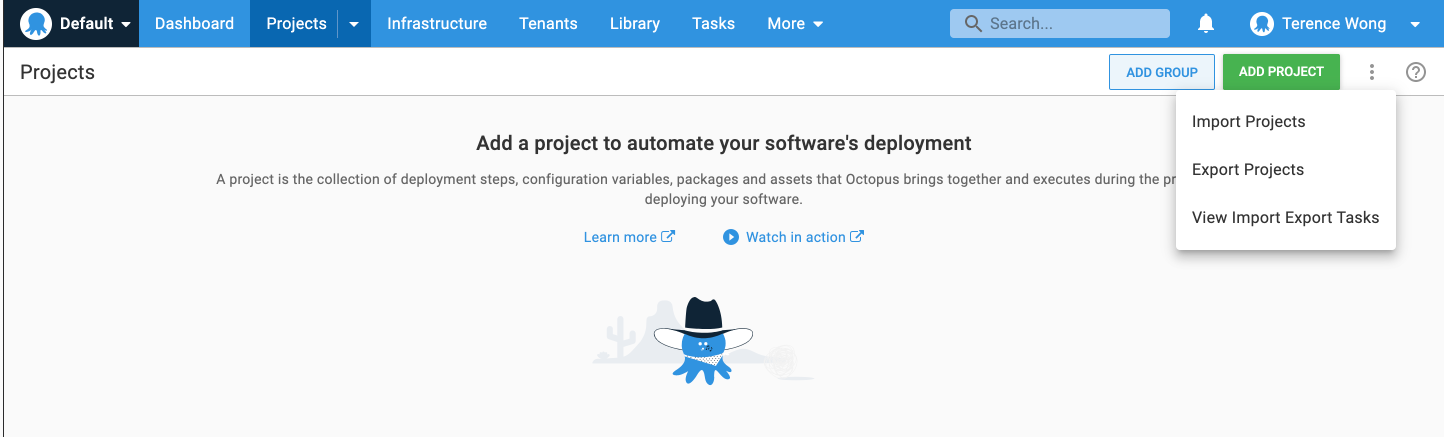 Default Dashboard Projects Infrastructure Tenants Library Tasks More Search... Terence Wong
Projects ADD GROUP ADD PROJECT
Import Projects
Export Projects
View Import Export Tasks
Add a project to automate your software's deployment
A project is the collection of deployment steps, configuration variables, packages and assets that Octopus brings together and executes during the
deploying your software.
Learn more Watch in action